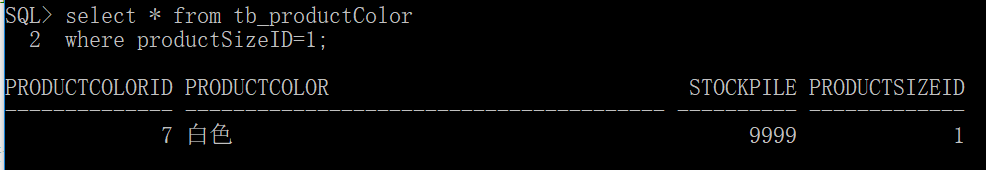 SQL> select * from tb_productColor
  2  where productSizeID=1;
PRODUCTCOLORID PRODUCTCOLOR                             STOCKPILE PRODUCTSIZEID
-------------- ---------------------------------------- ---------- -------------
             7 白色                                           9999             1